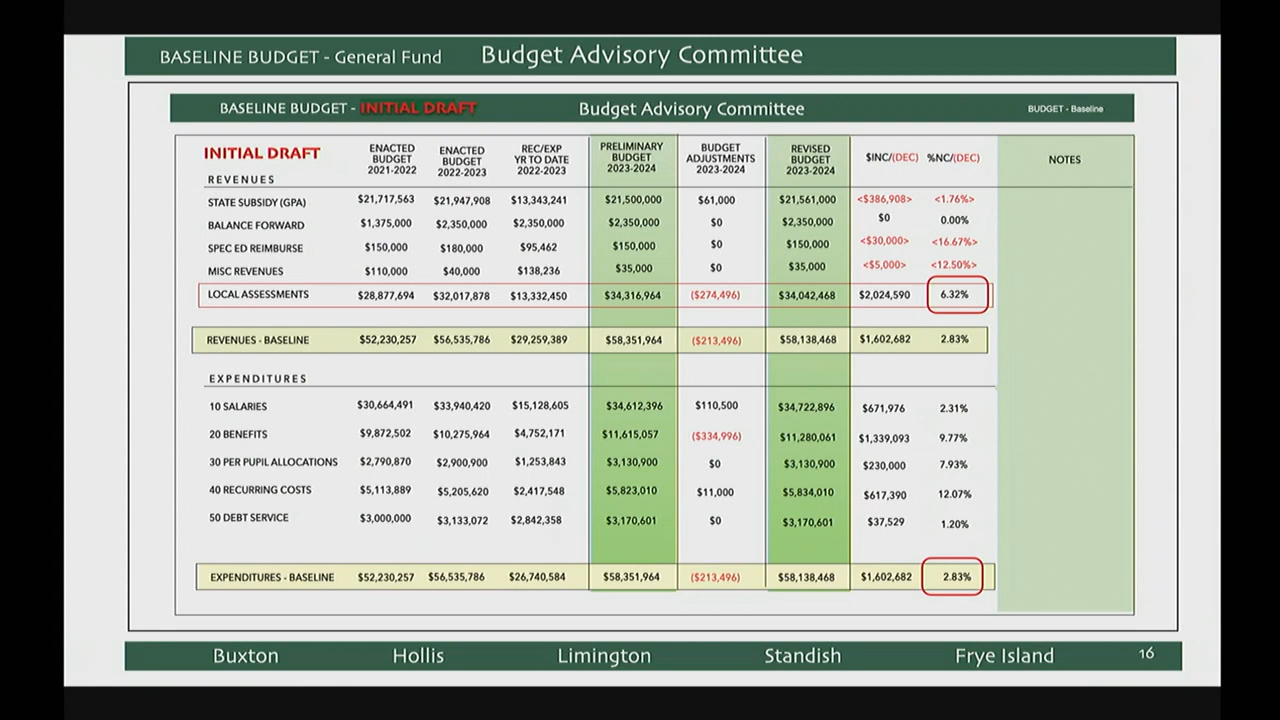 BASELINE BUDGET - General Fund Budget Advisory Committee
BASELINE BUDGET - INITIAL DRAFT Budget Advisory Committee BUDGET - Baseline
INITIAL DRAFT ENACTED BUDGET 2021-2022 ENACTED BUDGET 2022-2023 REC/EXP YR TO DATE 2022-2023 PRELIMINARY BUDGET 2023-2024 BUDGET ADJUSTMENTS 2023-2024 REVISED BUDGET 2023-2024 $INC/(DEC) %NC/(DEC) NOTES
REVENUES
STATE SUBSIDY (GPA) $21,717,563 $21,947,908 $13,343,241 $21,500,000 $61,000 $21,561,000 <$386,908> <1.76%>
BALANCE FORWARD $1,375,000 $2,350,000 $2,350,000 $2,350,000 $0 $2,350,000 $0 0.00%
SPEC ED REIMBURSE $150,000 $180,000 $95,462 $150,000 $0 $150,000 <$30,000> <16.67%>
MISC REVENUES $110,000 $40,000 $138,236 $35,000 $0 $35,000 <$5,000> <12.50%>
LOCAL ASSESSMENTS $28,877,694 $32,017,878 $13,332,450 $34,316,964 ($274,496) $34,042,468 $2,024,590 6.32%
REVENUES - BASELINE $52,230,257 $56,535,786 $29,259,389 $58,351,964 ($213,496) $58,138,468 $1,602,682 2.83%
EXPENDITURES
10 SALARIES $30,664,491 $33,940,420 $15,128,605 $34,612,396 $110,500 $34,722,896 $671,976 2.31%
20 BENEFITS $9,872,502 $10,275,964 $4,752,171 $11,615,057 ($334,996) $11,280,061 $1,339,093 9.77%
30 PER PUPIL ALLOCATIONS $2,790,870 $2,900,900 $1,253,843 $3,130,900 $0 $3,130,900 $230,000 7.93%
40 RECURRING COSTS $5,113,889 $5,205,620 $2,417,548 $5,823,010 $11,000 $5,834,010 $617,390 12.07%
50 DEBT SERVICE $3,000,000 $3,133,072 $2,842,358 $3,170,601 $0 $3,170,601 $37,529 1.20%
EXPENDITURES - BASELINE $52,230,257 $56,535,786 $26,740,584 $58,351,964 ($213,496) $58,138,468 $1,602,682 2.83%
Buxton Hollis Limington Standish Frye Island 16